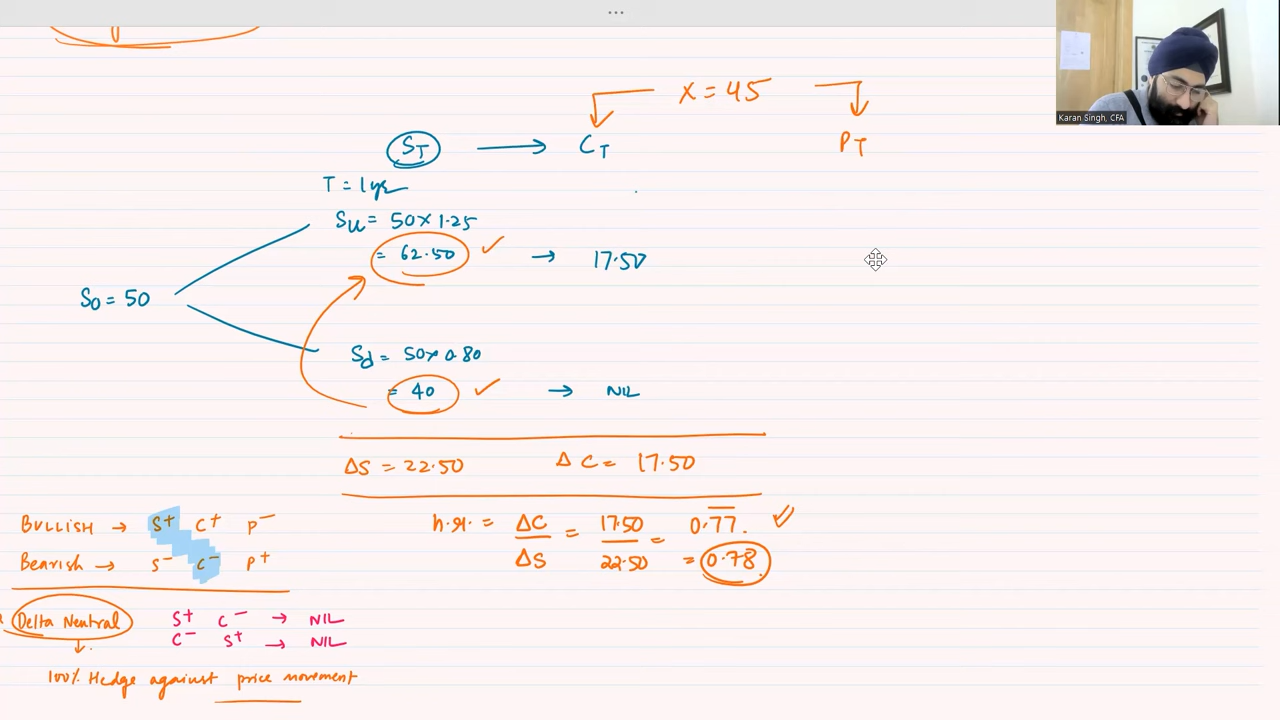 ...
Karan Singh, CFA
X = 45
ST → CT PT
T = 1yr
Su = 50 × 1.25
= 62.50 ✓ → 17.50
S0 = 50
Sd = 50 × 0.80
= 40 ✓ → NIL
ΔS = 22.50 ΔC = 17.50
BULLISH → S+ C+ P−
Bearish → S− C− P+
h.r. = ΔC/ΔS = 17.50/22.50 = 0.77. ✓
= 0.78
Delta Neutral S+ C− → NIL
C− S+ → NIL
100% Hedge against price movement